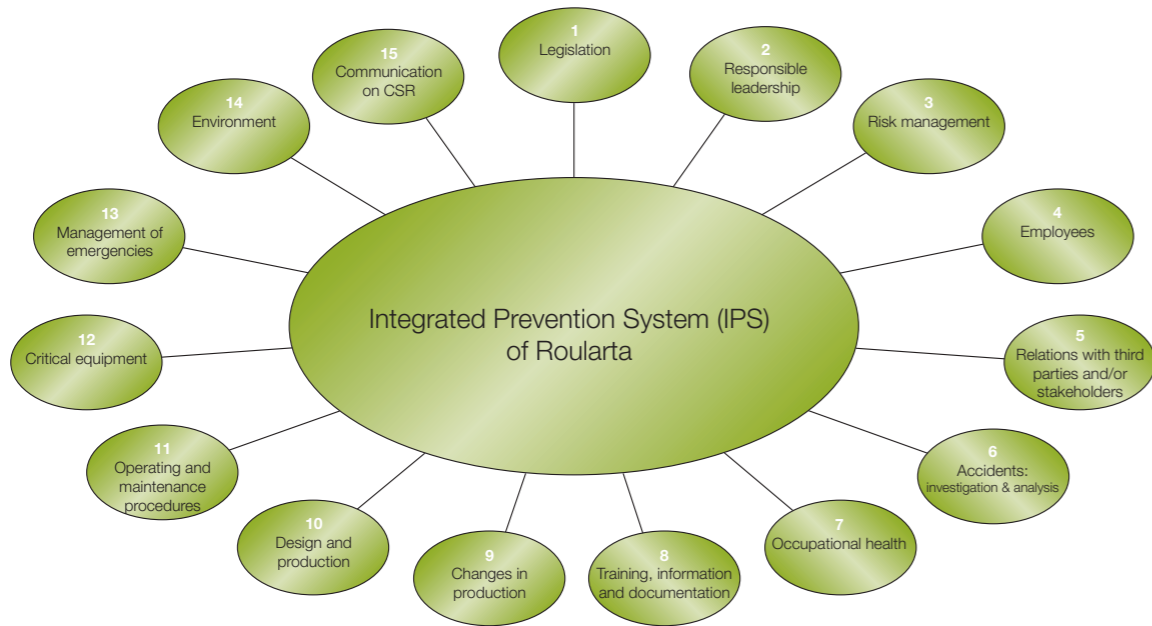 Integrated Prevention System (IPS)
of Roularta
1
Legislation
2
Responsible
leadership
3
Risk management
4
Employees
5
Relations with third
parties and/or
stakeholders
6
Accidents:
investigation & analysis
7
Occupational health
8
Training, information
and documentation
9
Changes in
production
10
Design and
production
11
Operating and
maintenance
procedures
12
Critical equipment
13
Management of
emergencies
14
Environment
15
Communication
on CSR